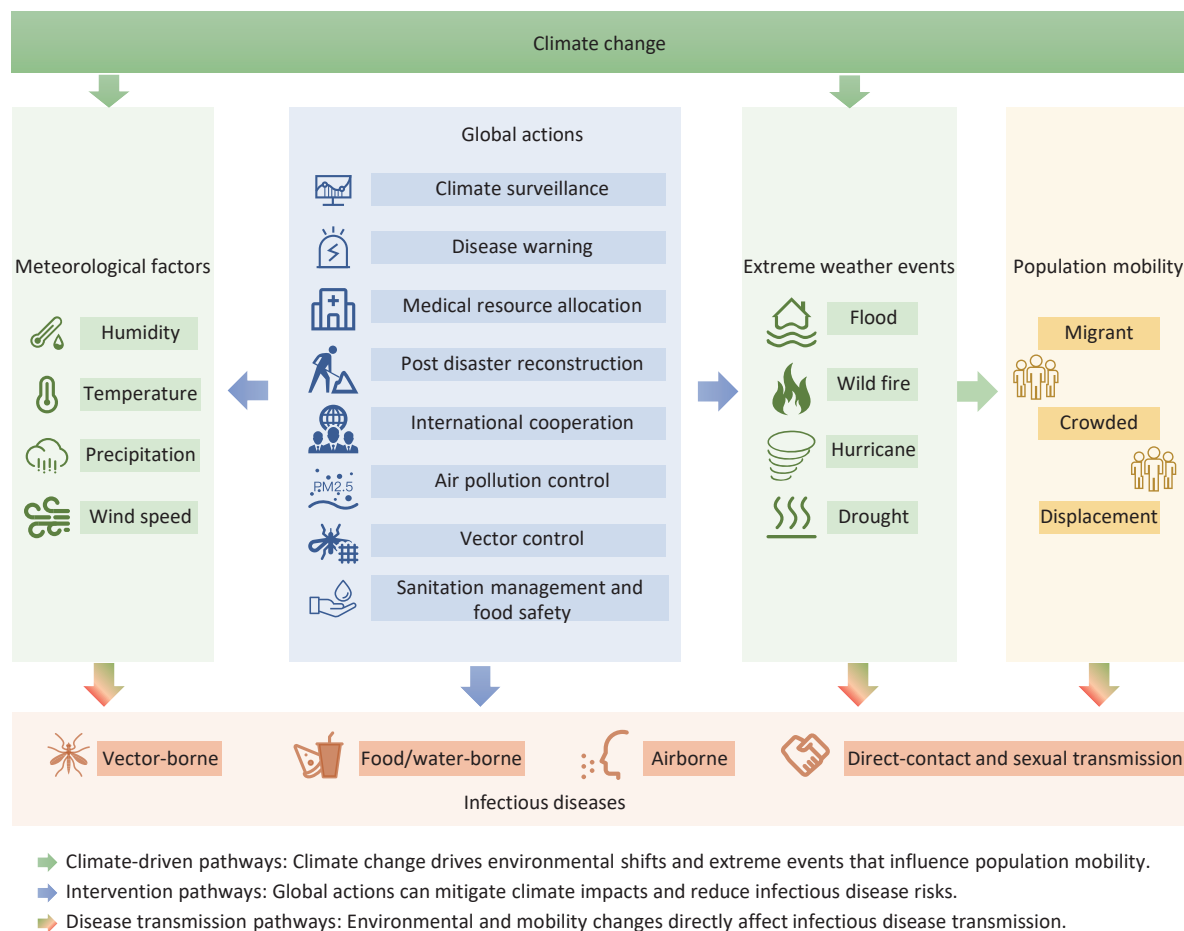 Climate change
Meteorological factors
Humidity
Temperature
Precipitation
Wind speed
Global actions
Climate surveillance
Disease warning
Medical resource allocation
Post disaster reconstruction
International cooperation
PM2.5
Air pollution control
Vector control
Sanitation management and
food safety
Extreme weather events
Flood
Wild fire
Hurricane
Drought
Population mobility
Migrant
Crowded
Displacement
Vector-borne
Food/water-borne
Airborne
Direct-contact and sexual transmission
Infectious diseases
Climate-driven pathways: Climate change drives environmental shifts and extreme events that influence population mobility.
Intervention pathways: Global actions can mitigate climate impacts and reduce infectious disease risks.
Disease transmission pathways: Environmental and mobility changes directly affect infectious disease transmission.